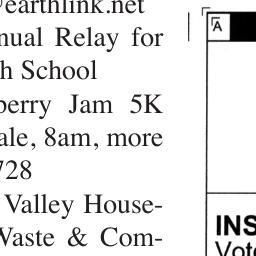 earthlink.net
nual Relay for
h School
berry Jam 5K
ale, 8am, more
728
Valley House-
Waste & Com-
A
INS
Vote